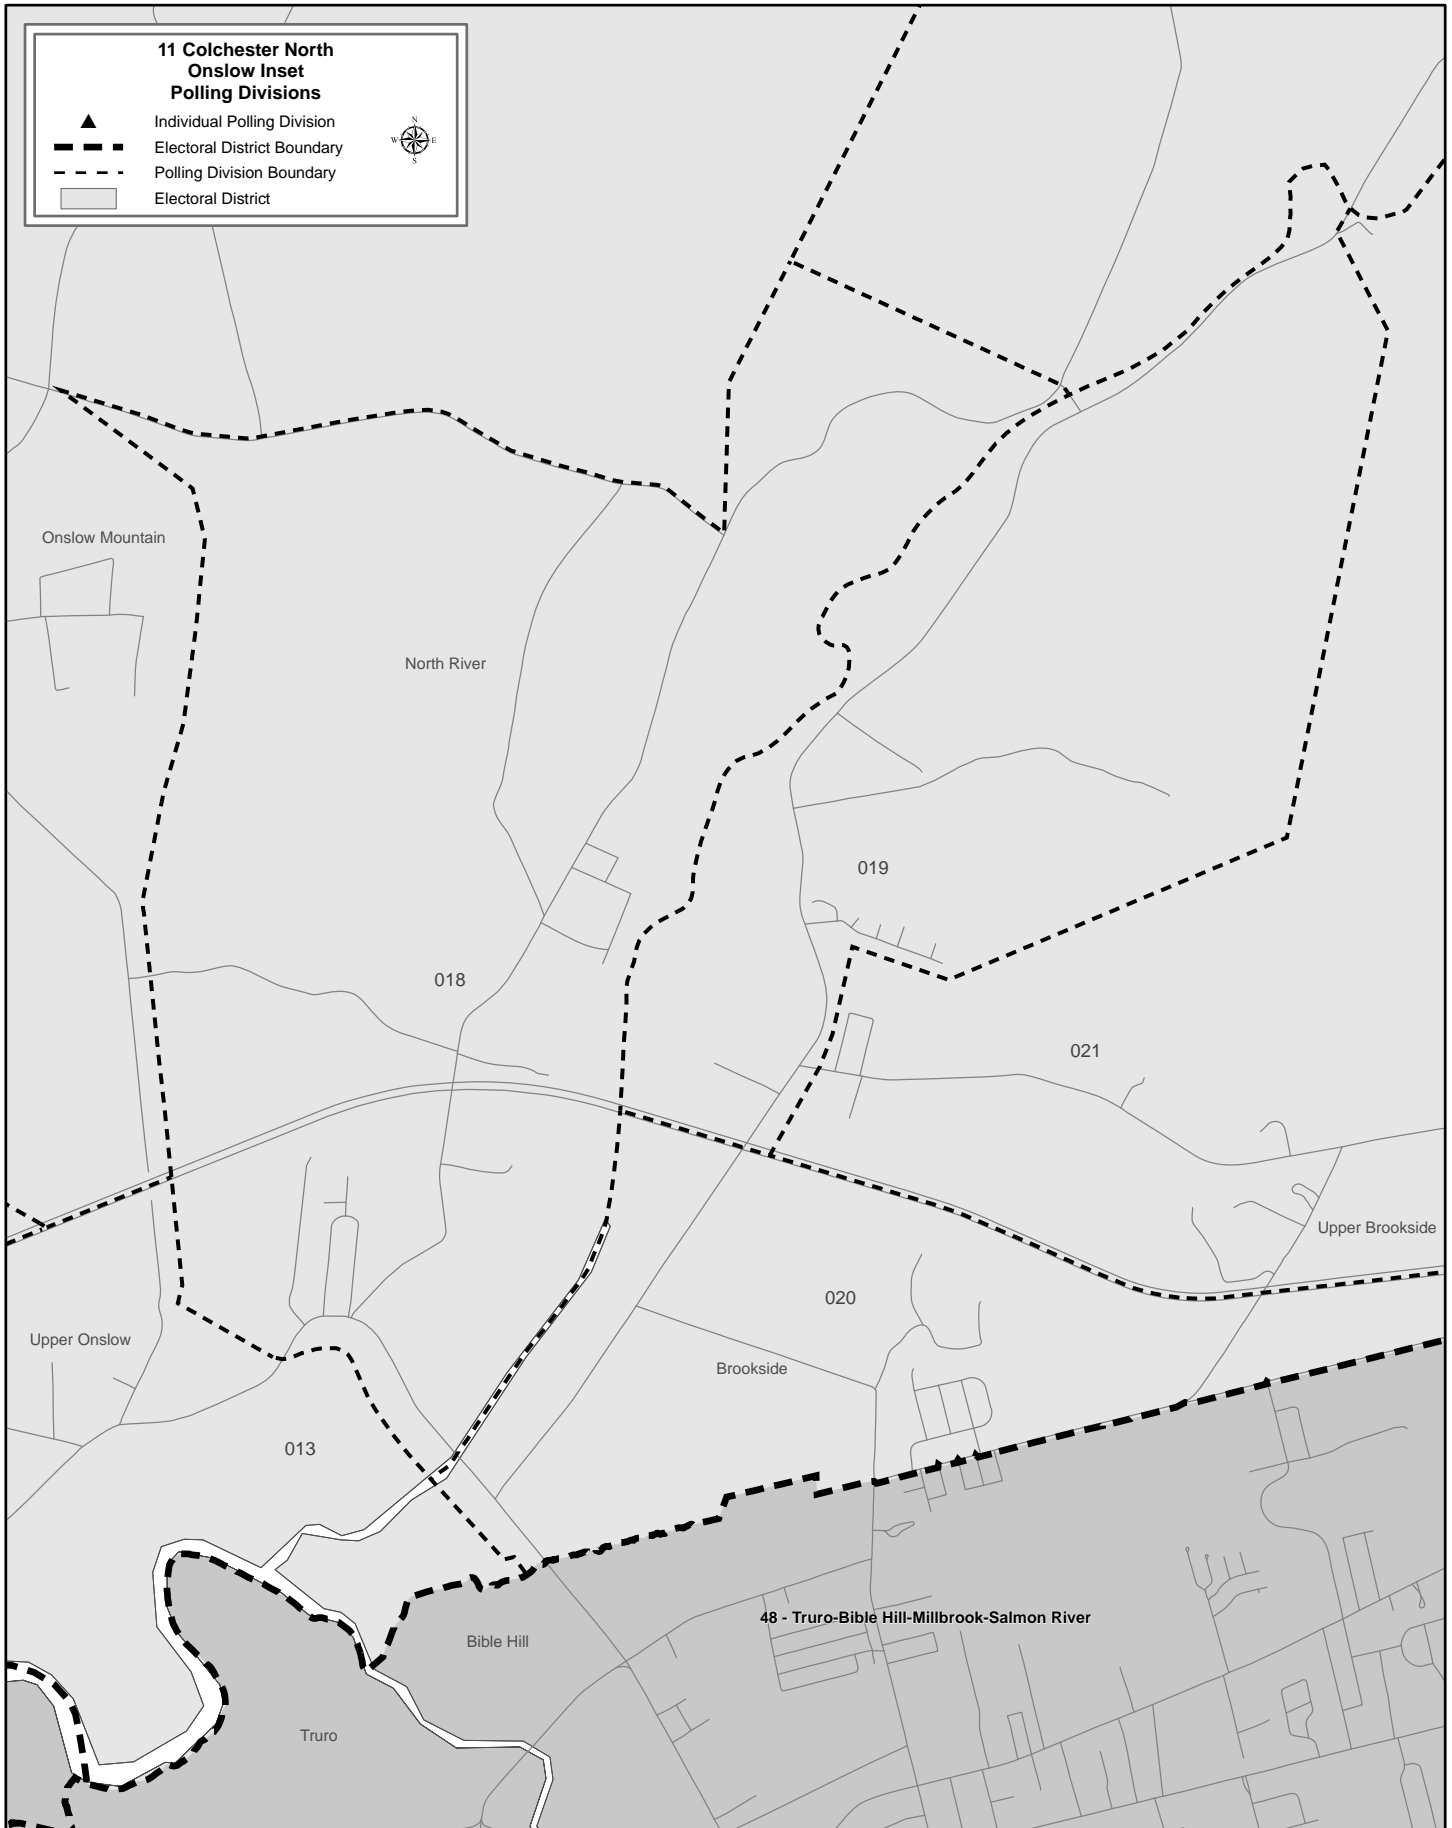 11 Colchester North
Onslow Inset
Polling Divisions
Individual Polling Division
Electoral District Boundary
Polling Division Boundary
Electoral District
N
W E
S
Onslow Mountain
North River
019
018
021
Upper Brookside
020
Upper Onslow
Brookside
013
48 - Truro-Bible Hill-Millbrook-Salmon River
Bible Hill
Truro